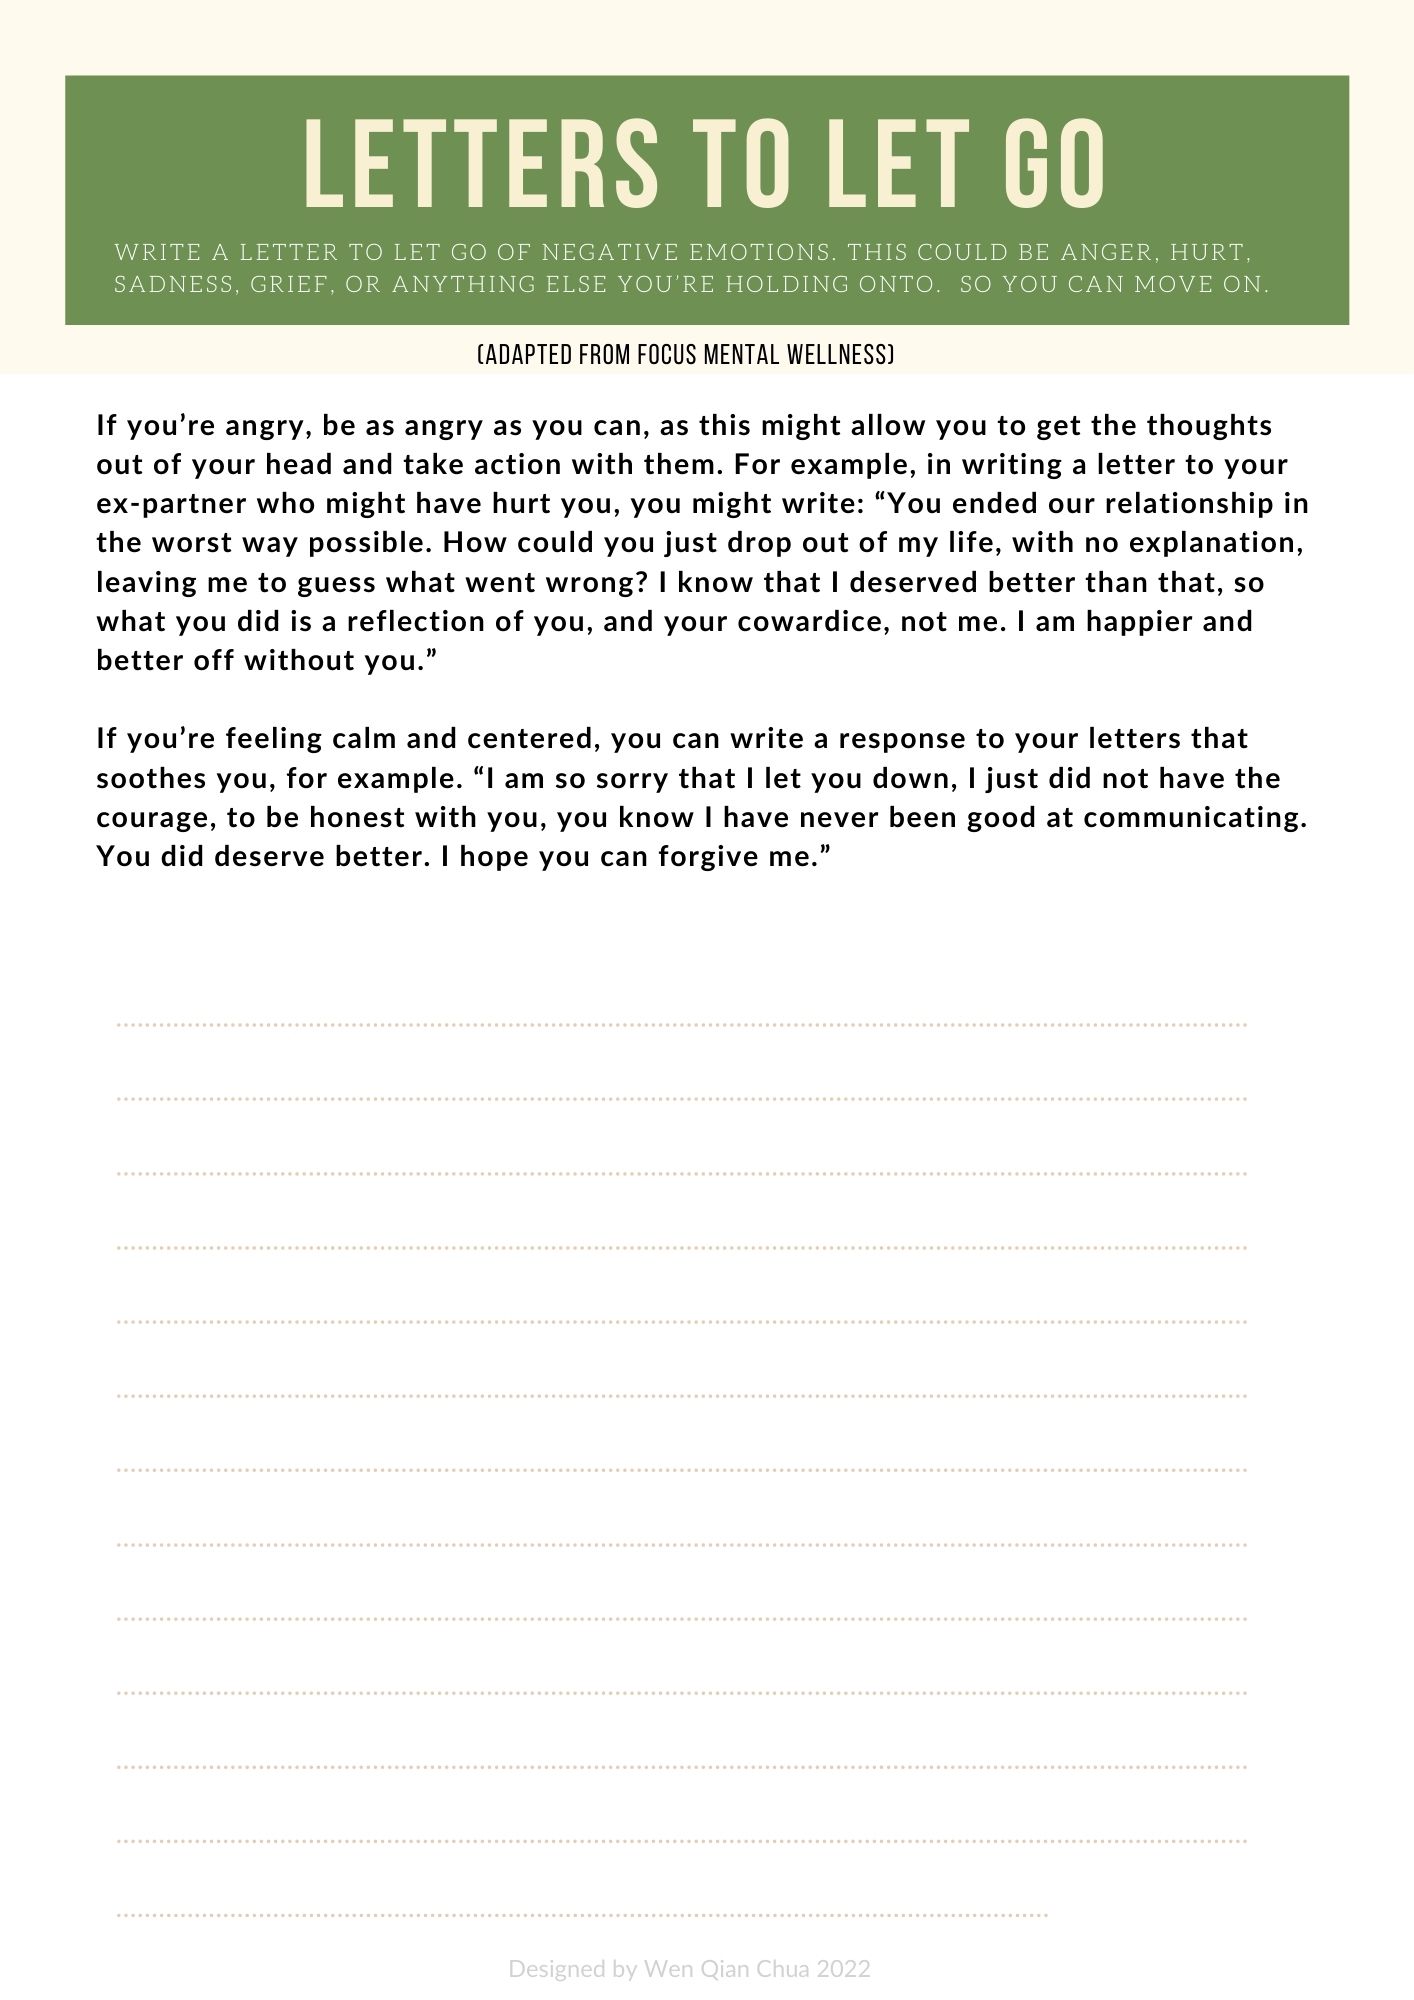 LETTERS TO LET GO
WRITE A LETTER TO LET GO OF NEGATIVE EMOTIONS. THIS COULD BE ANGER, HURT,
SADNESS, GRIEF, OR ANYTHING ELSE YOU’RE HOLDING ONTO.  SO YOU CAN MOVE ON.
(ADAPTED FROM FOCUS MENTAL WELLNESS)
If you’re angry, be as angry as you can, as this might allow you to get the thoughts
out of your head and take action with them. For example, in writing a letter to your
ex-partner who might have hurt you, you might write: “You ended our relationship in
the worst way possible. How could you just drop out of my life, with no explanation,
leaving me to guess what went wrong? I know that I deserved better than that, so
what you did is a reflection of you, and your cowardice, not me. I am happier and
better off without you.”
If you’re feeling calm and centered, you can write a response to your letters that
soothes you, for example. “I am so sorry that I let you down, I just did not have the
courage, to be honest with you, you know I have never been good at communicating.
You did deserve better. I hope you can forgive me.”
Designed by Wen Qian Chua 2022